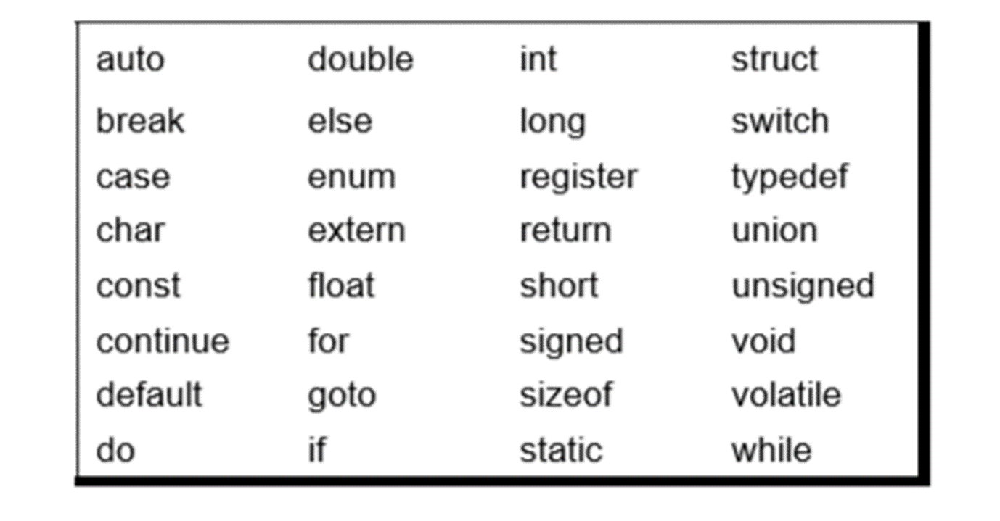 auto double int struct
break else long switch
case enum register typedef
char extern return union
const float short unsigned
continue for signed void
default goto sizeof volatile
do if static while